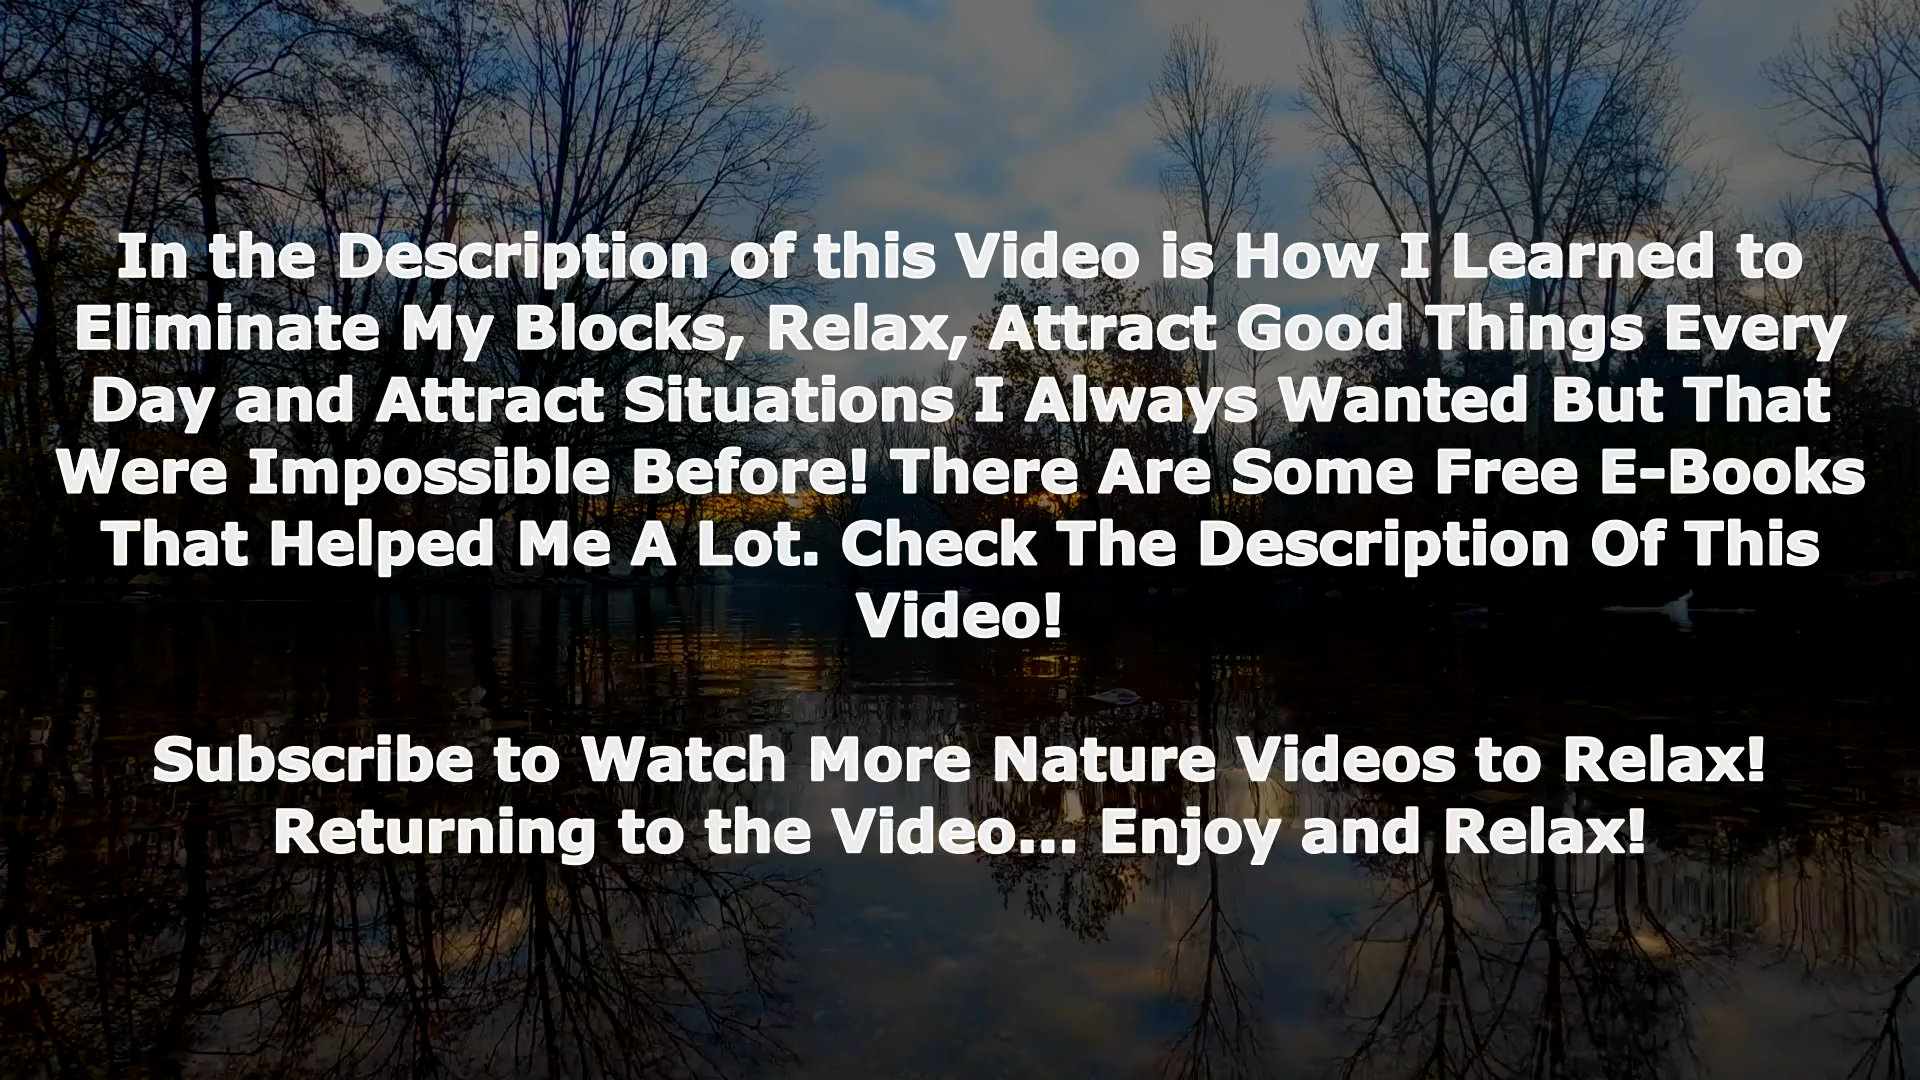 In the Description of this Video is How I Learned to
Eliminate My Blocks, Relax, Attract Good Things Every
Day and Attract Situations I Always Wanted But That
Were Impossible Before! There Are Some Free E-Books
That Helped Me A Lot. Check The Description Of This
Video!
Subscribe to Watch More Nature Videos to Relax!
Returning to the Video... Enjoy and Relax!